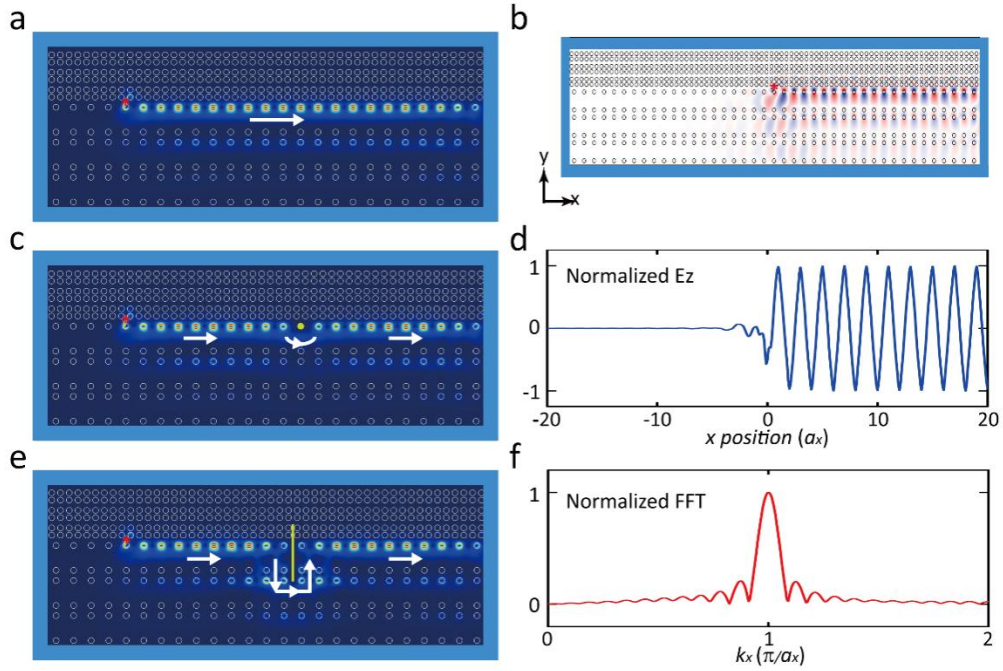 a
b
y
x
c
d
Normalized Ez
1
0
-1
-20
-10
0
10
20
x position (aₓ)
e
f
Normalized FFT
1
0
0
1
2
kₓ (π/aₓ)